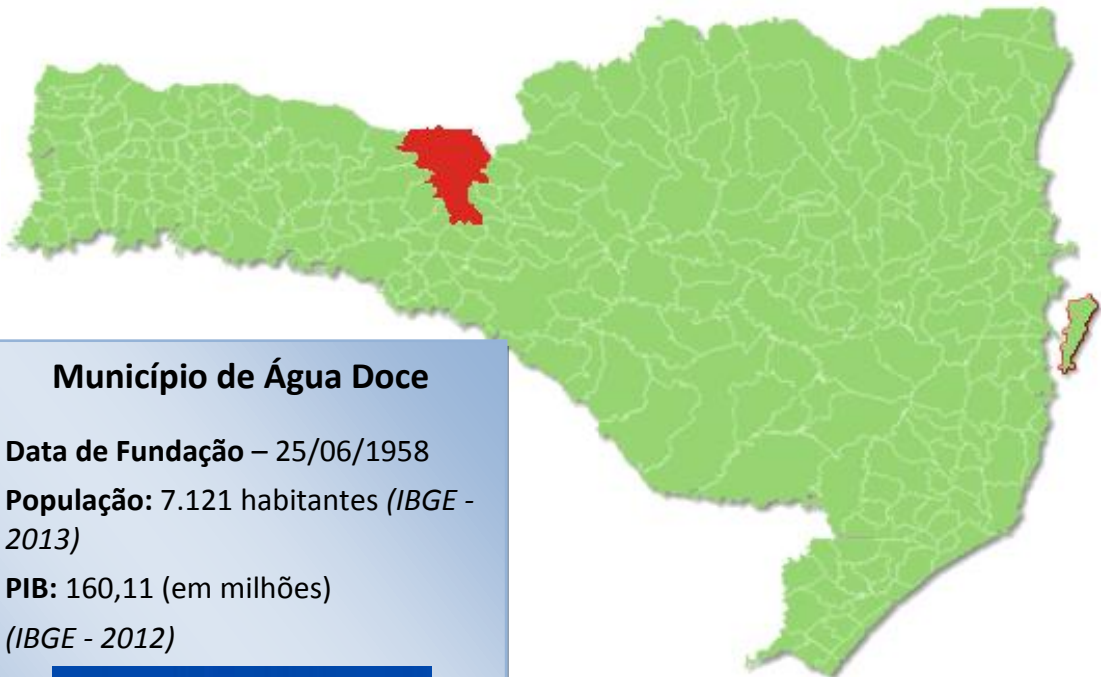 Município de Água Doce
Data de Fundação – 25/06/1958
População: 7.121 habitantes (IBGE -
2013)
PIB: 160,11 (em milhões)
(IBGE - 2012)